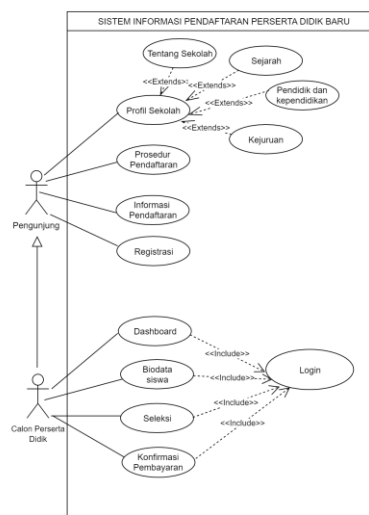 SISTEM INFORMASI PENDAFTARAN PERSERTA DIDIK BARU
Tentang Sekolah
Sejarah
<<Extends>>
<<Extends>>
Pendidik dan
kependidikan
<<Extends>>
Profil Sekolah
<<Extends>>
Kejuruan
Prosedur
Pendaftaran
Pengunjung
Informasi
Pendaftaran
Registrasi
Dashboard
<<Include>>
Biodata
siswa
<<Include>>
Login
Calon Perserta
Didik
Seleksi
<<Include>>
Konfirmasi
Pembayaran
<<Include>>